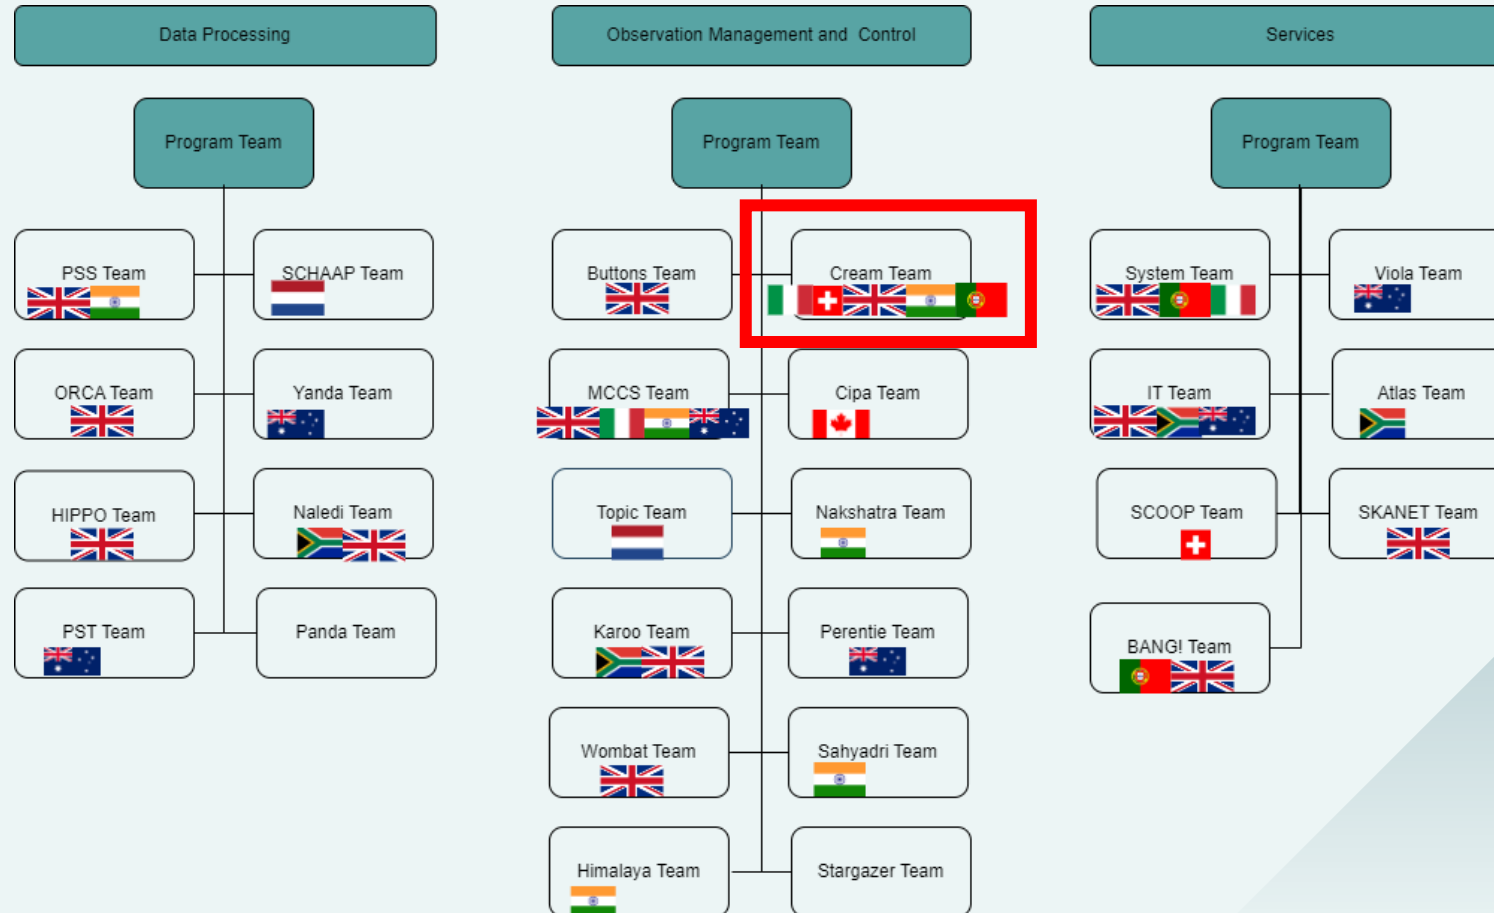 Data Processing
Observation Management and  Control
Services
Program Team
Program Team
Program Team
PSS Team
SCHAAP Team
Buttons Team
Cream Team
System Team
Viola Team
ORCA Team
Yanda Team
MCCS Team
Cipa Team
IT Team
Atlas Team
HIPPO Team
Naledi Team
Topic Team
Nakshatra Team
SCOOP Team
SKANET Team
PST Team
Panda Team
Karoo Team
Perentie Team
BANG! Team
Wombat Team
Sahyadri Team
Himalaya Team
Stargazer Team